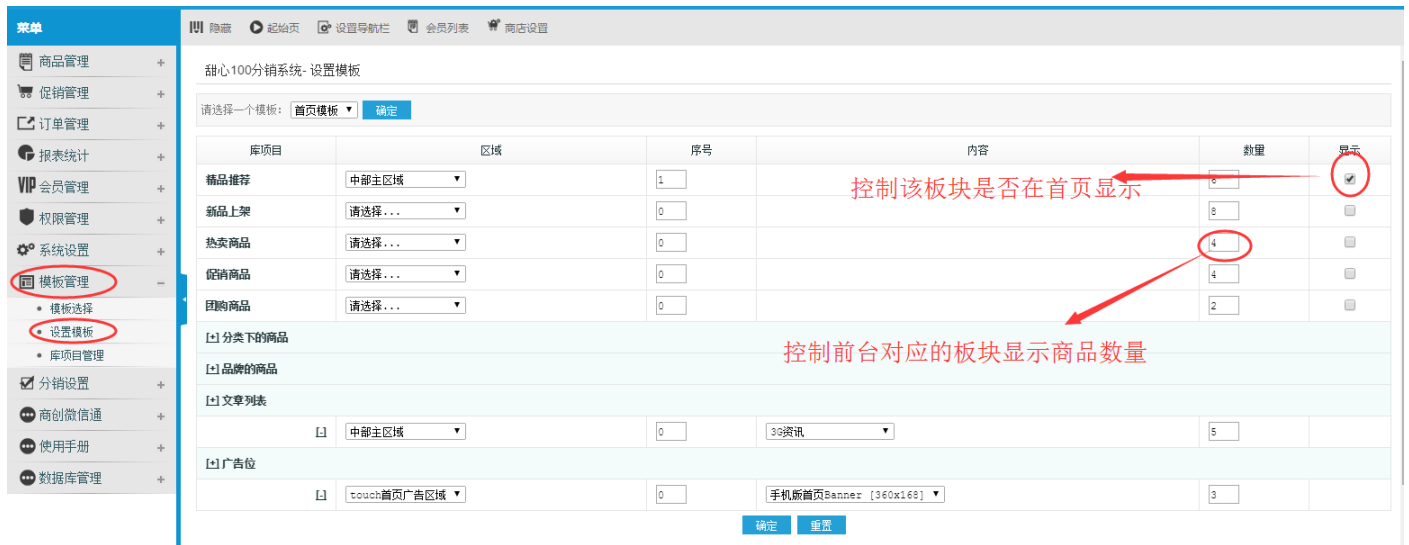 菜单
隐蔽 起始页 设置导航栏 会员列表 商店设置
商品管理 +
促销管理 +
订单管理 +
报表统计 +
VIP 会员管理 +
权限管理 +
系统设置 +
模板管理 −
模板选择
设置模板
库项目管理
分销设置 +
商创微信通 +
使用手册 +
数据库管理 +
甜心100分销系统- 设置模板
请选择一个模板： 首页模板 确定
库项目 区域 序号 内容 数量 显示
精品推荐 中部主区域 1
控制该板块是否在首页显示
新品上架 请选择... 0 8
热卖商品 请选择... 0 4
促销商品 请选择... 0 4
团购商品 请选择... 0 2
[+] 分类下的商品
控制前台对应的板块显示商品数量
[+] 品牌的商品
[+] 文章列表
[-] 中部主区域 0 3G资讯 5
[+] 广告位
[-] touch首页广告区域 0 手机版首页Banner [360x168] 3
确定 重置